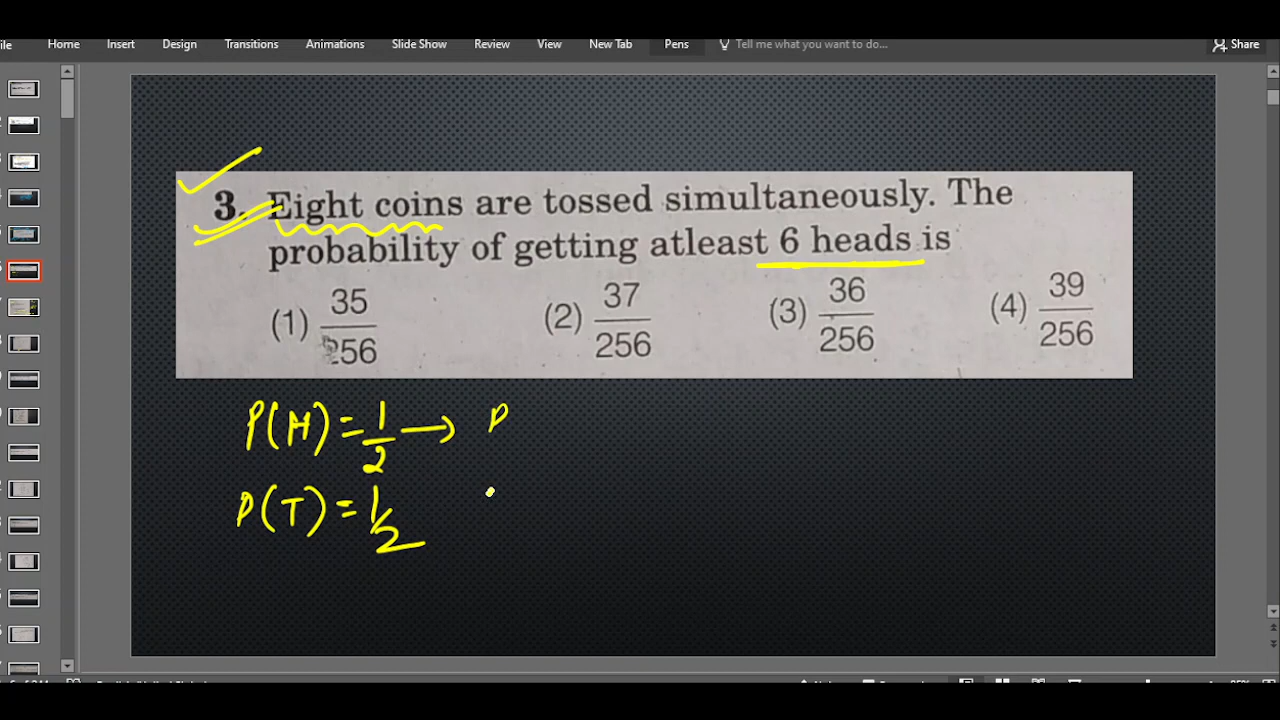 File Home Insert Design Transitions Animations Slide Show Review View New Tab Pens Tell me what you want to do... Share
3. Eight coins are tossed simultaneously. The
probability of getting atleast 6 heads is
(1) 35/256 (2) 37/256 (3) 36/256 (4) 39/256
P(H) = 1/2 → P
P(T) = 1/2